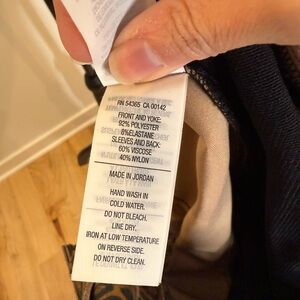 RN 54365 CA 00142
FRONT AND YOKE:
92% POLYESTER
8%ELASTANE
SLEEVES AND BACK:
60% VISCOSE
40% NYLON
MADE IN JORDAN
HAND WASH IN
COLD WATER.
DO NOT BLEACH.
LINE DRY.
IRON AT LOW TEMPERATURE
ON REVERSE SIDE.
DO NOT DRY CLEAN.